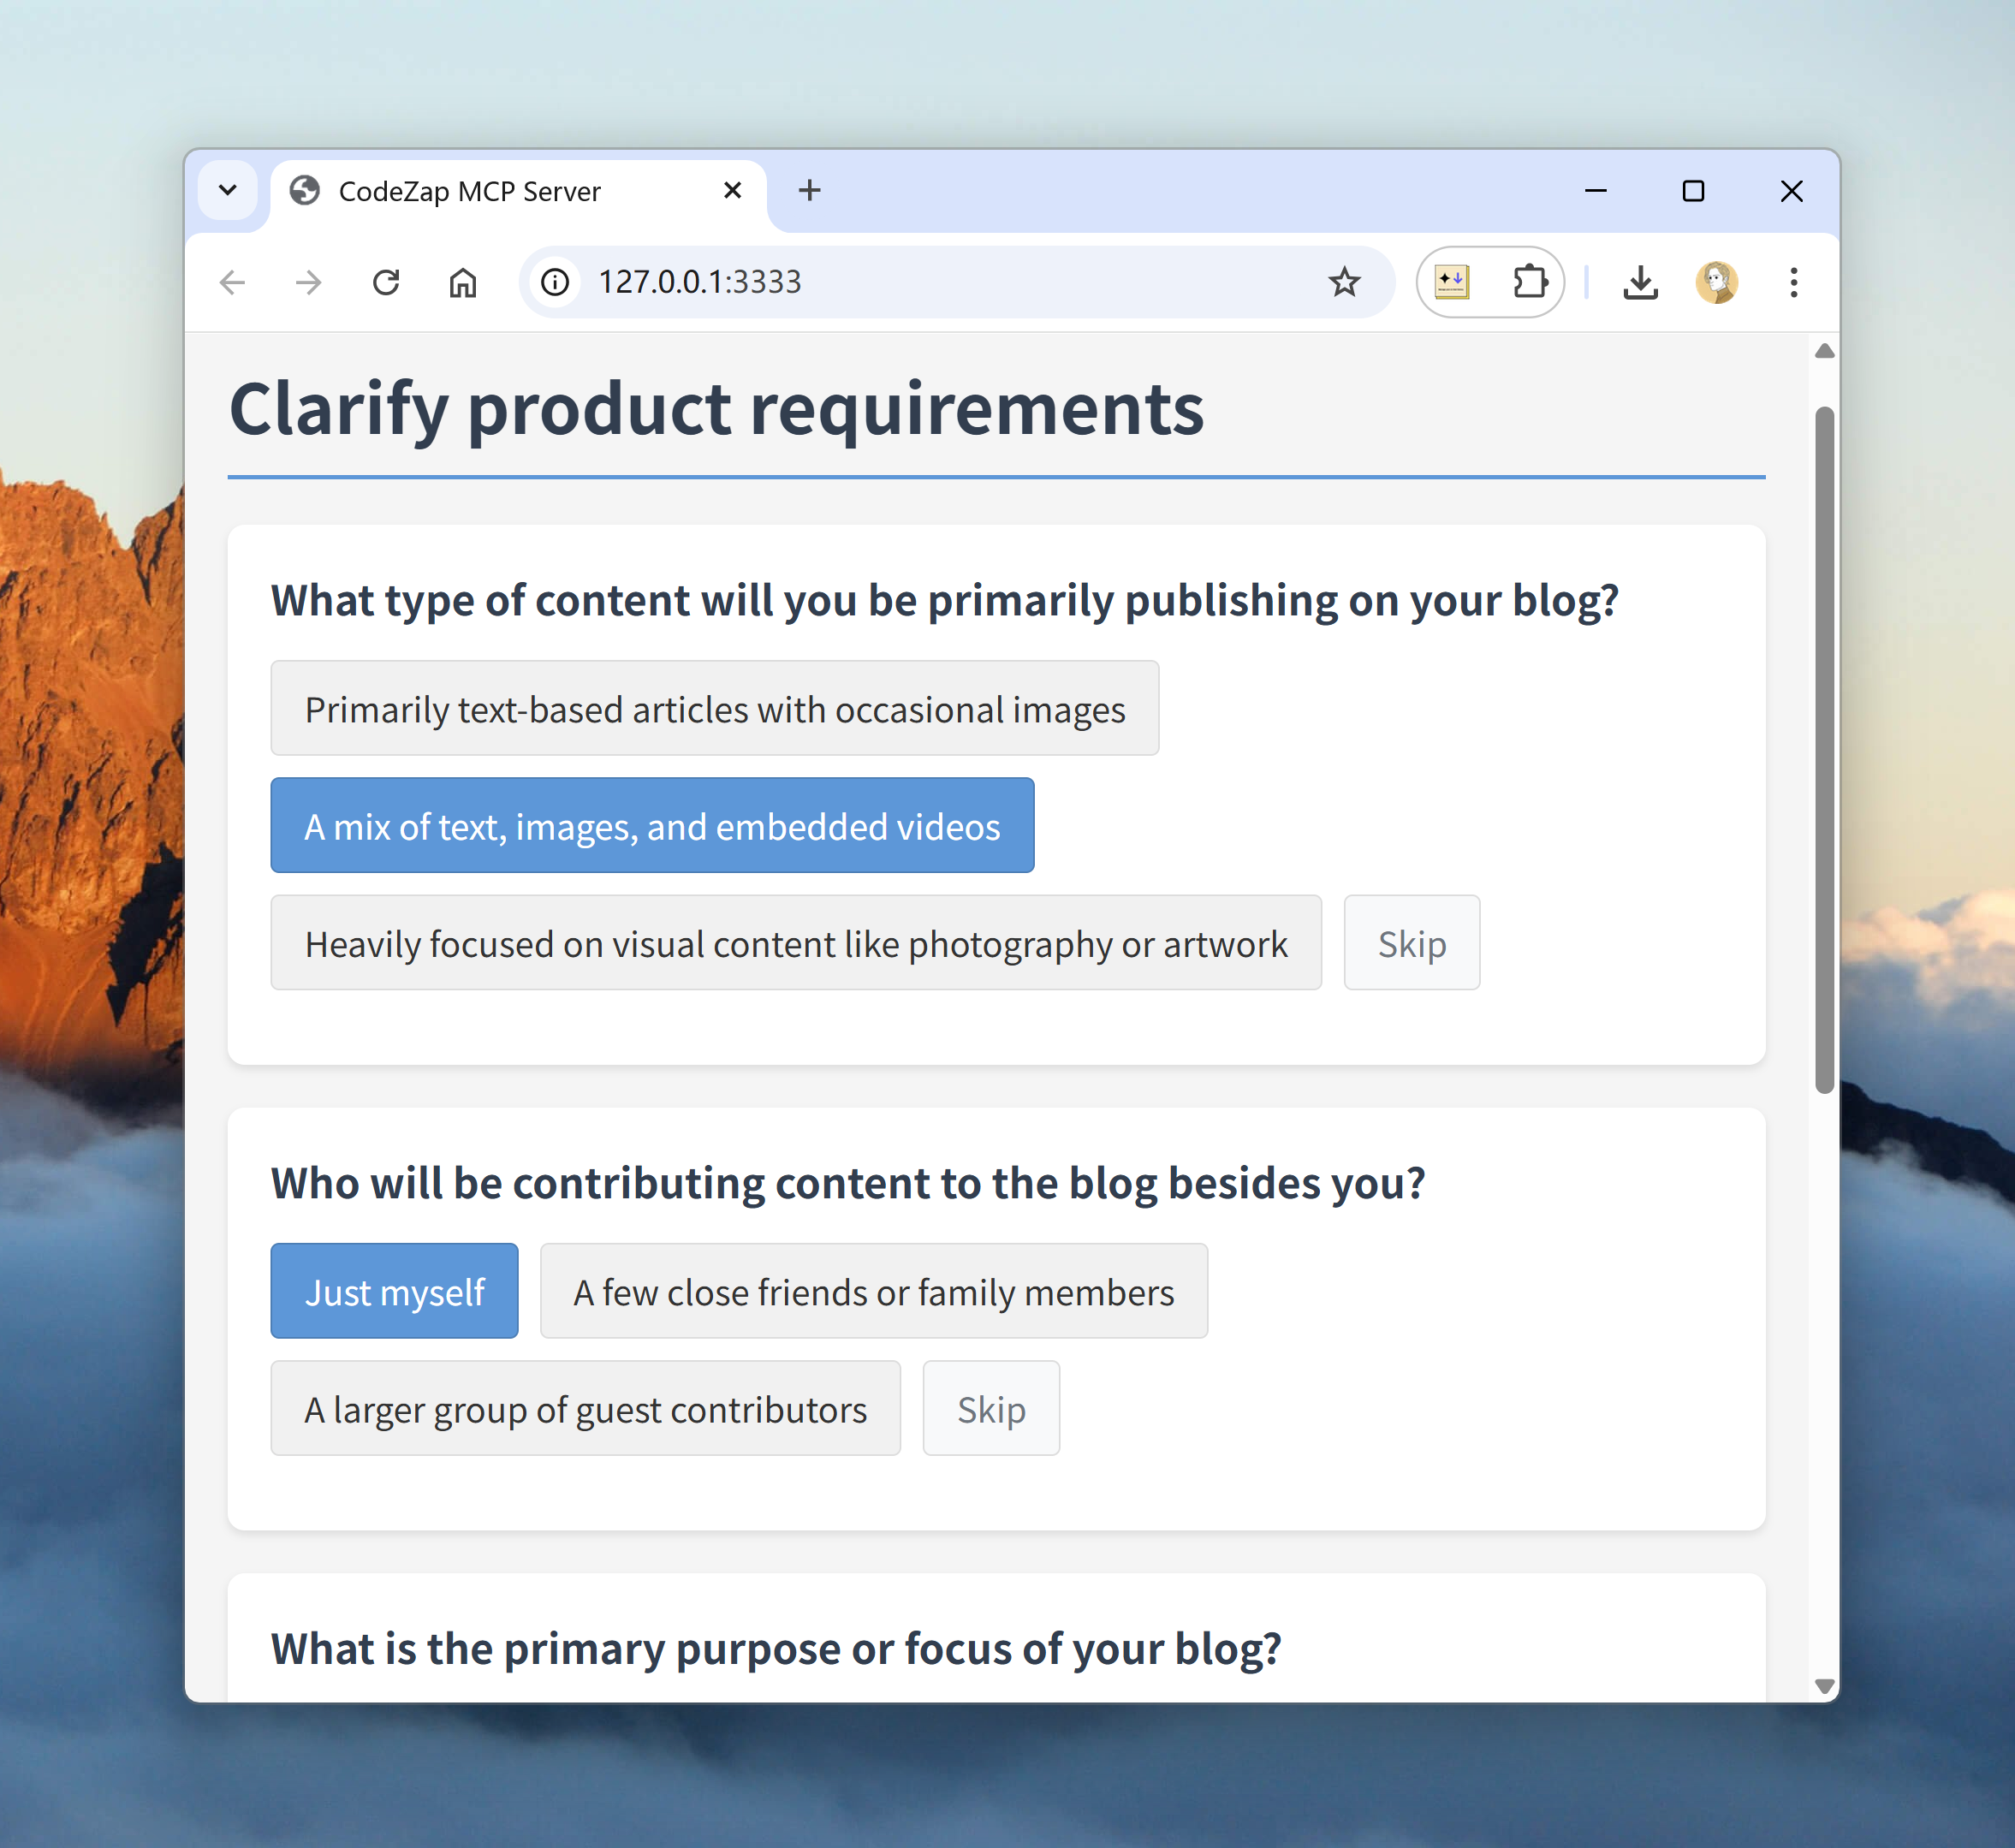 CodeZap MCP Server
127.0.0.1:3333
Clarify product requirements
What type of content will you be primarily publishing on your blog?
Primarily text-based articles with occasional images
A mix of text, images, and embedded videos
Heavily focused on visual content like photography or artwork Skip
Who will be contributing content to the blog besides you?
Just myself A few close friends or family members
A larger group of guest contributors Skip
What is the primary purpose or focus of your blog?